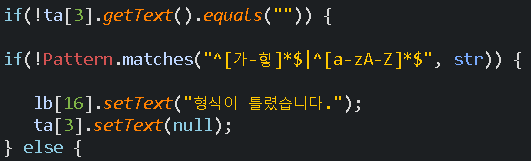 if(!ta[3].getText().equals("")) {
if(!Pattern.matches("^[가-힣]*$|^[a-zA-Z]*$", str)) {
lb[16].setText("형식이 틀렸습니다.");
ta[3].setText(null);
} else {